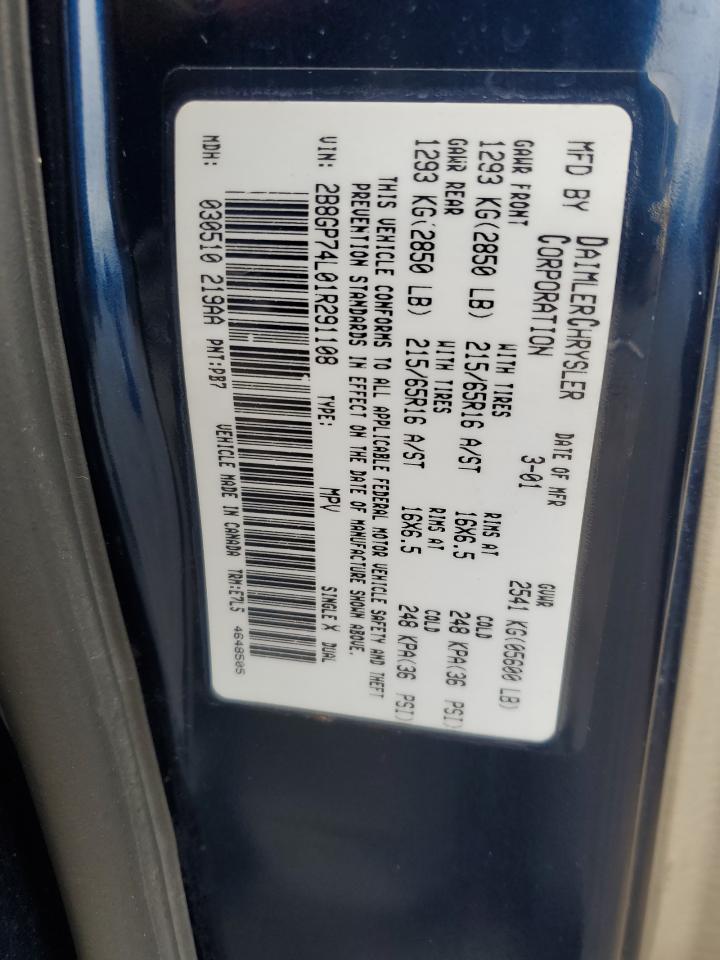 MFD BY DAIMLERCHRYSLER CORPORATION
DATE OF MFR 3-01
GVWR 2541 KG(05600 LB)
GAWR FRONT WITH TIRES RIMS AT COLD
1293 KG(2850 LB) 215/65R16 A/ST 16X6.5 248 KPA(36 PSI)
GAWR REAR WITH TIRES RIMS AT COLD
1293 KG(2850 LB) 215/65R16 A/ST 16X6.5 248 KPA(36 PSI)
THIS VEHICLE CONFORMS TO ALL APPLICABLE FEDERAL MOTOR VEHICLE SAFETY AND THEFT
PREVENTION STANDARDS IN EFFECT ON THE DATE OF MANUFACTURE SHOWN ABOVE.
VIN: 2B8GP74L01R291108 TYPE: MPV SINGLE X DUAL
MDH: 030510 219AA PNT:PB7 VEHICLE MADE IN CANADA TRM:E7L5 4648505